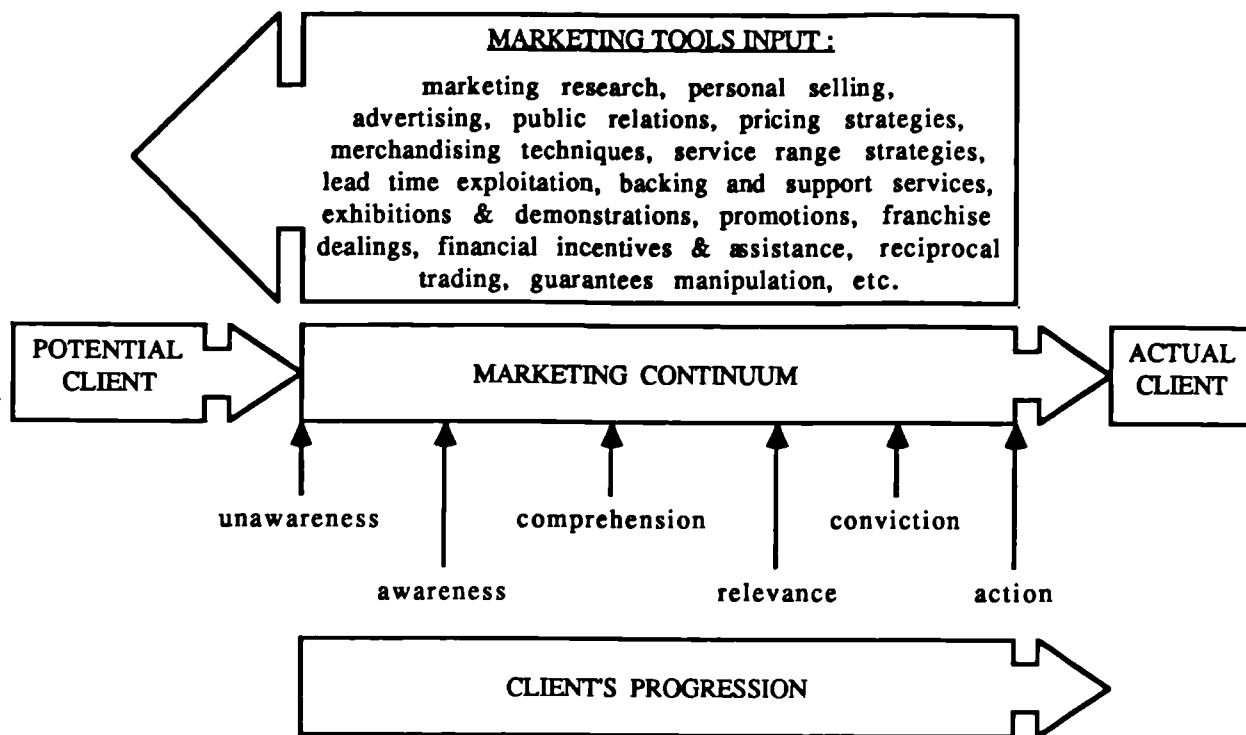 MARKETING TOOLS INPUT :
marketing research, personal selling,
advertising, public relations, pricing strategies,
merchandising techniques, service range strategies,
lead time exploitation, backing and support services,
exhibitions & demonstrations, promotions, franchise
dealings, financial incentives & assistance, reciprocal
trading, guarantees manipulation, etc.
POTENTIAL
CLIENT
MARKETING CONTINUUM
ACTUAL
CLIENT
unawareness
comprehension
conviction
awareness
relevance
action
CLIENT'S PROGRESSION